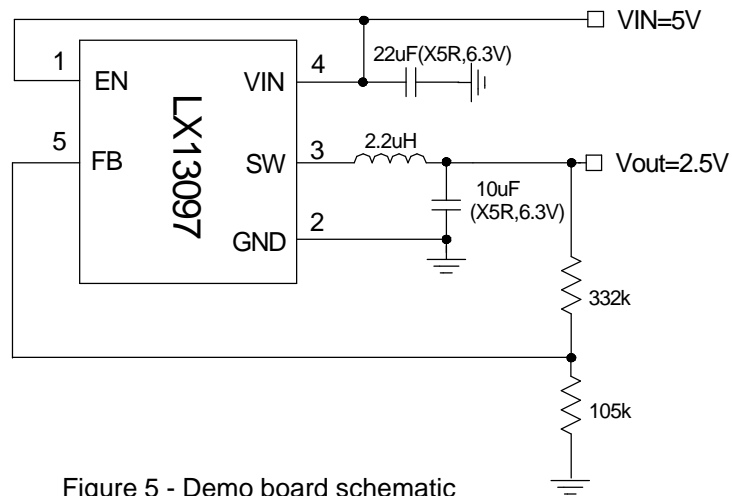 VIN=5V
1
EN
VIN
4
22uF(X5R,6.3V)
LX13097
5
FB
SW
3
2.2uH
Vout=2.5V
10uF
(X5R,6.3V)
GND
2
332k
105k
Figure 5 - Demo board schematic